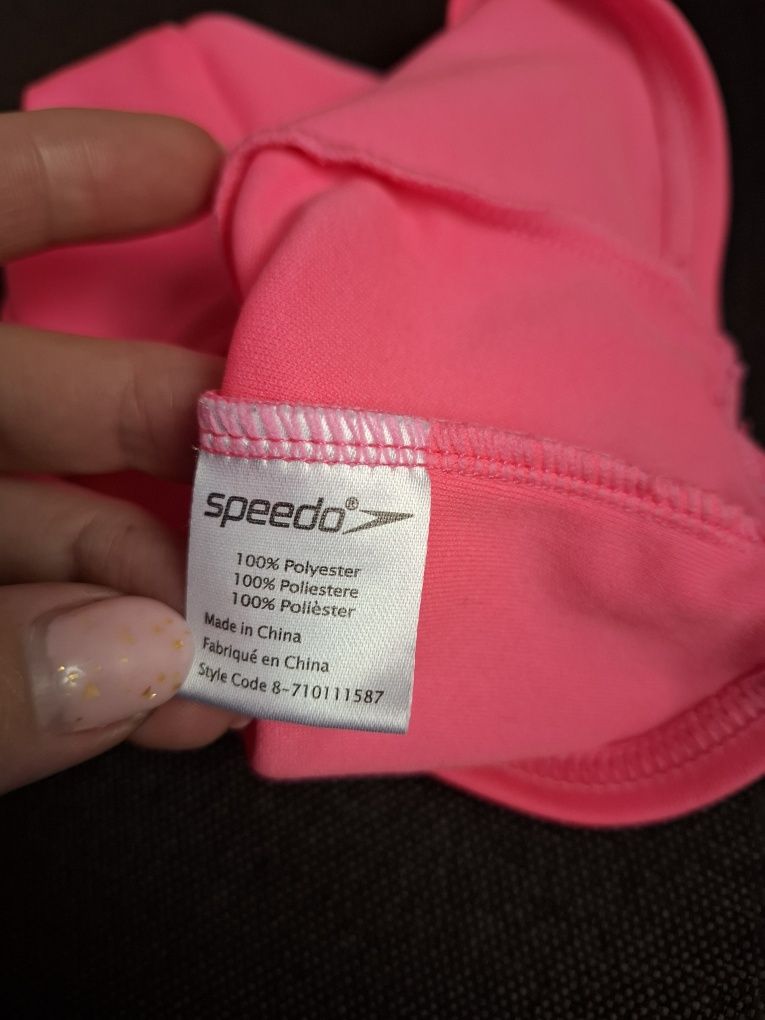 speedo®
100% Polyester
100% Poliestere
100% Polièster
Made in China
Fabriqué en China
Style Code 8-710111587